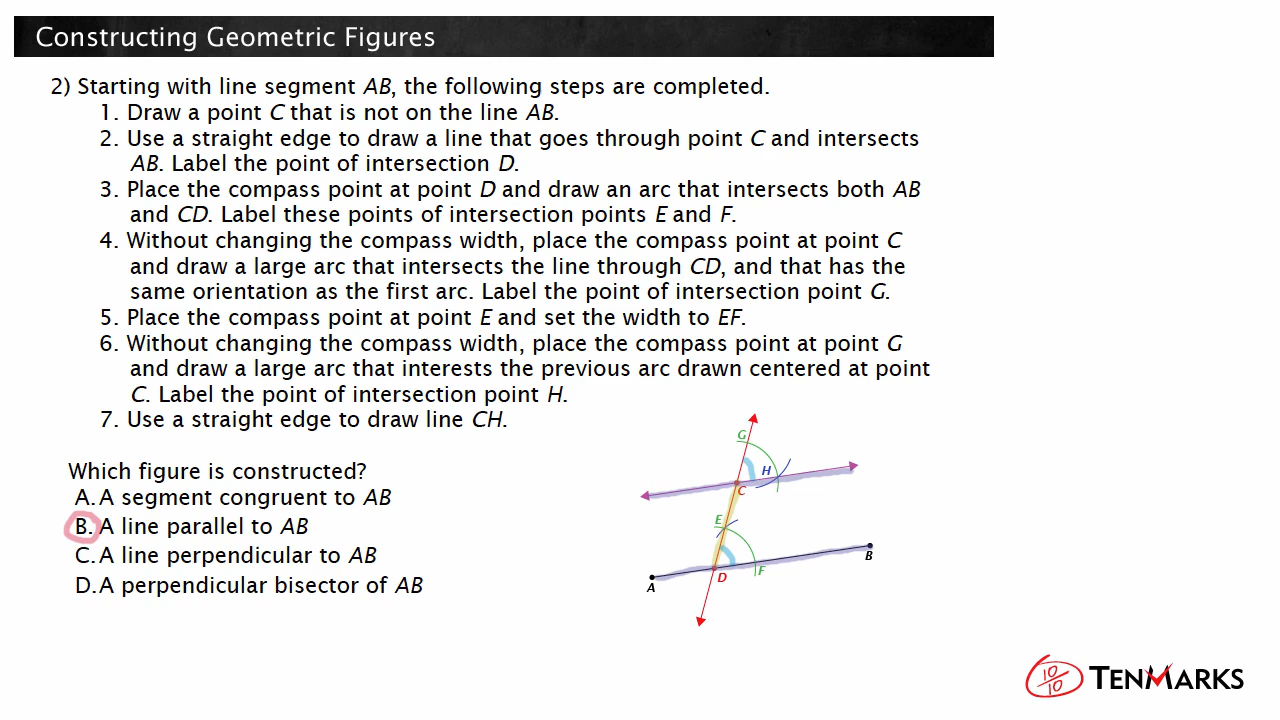 Constructing Geometric Figures
2) Starting with line segment AB, the following steps are completed.
1. Draw a point C that is not on the line AB.
2. Use a straight edge to draw a line that goes through point C and intersects
AB. Label the point of intersection D.
3. Place the compass point at point D and draw an arc that intersects both AB
and CD. Label these points of intersection points E and F.
4. Without changing the compass width, place the compass point at point C
and draw a large arc that intersects the line through CD, and that has the
same orientation as the first arc. Label the point of intersection point G.
5. Place the compass point at point E and set the width to EF.
6. Without changing the compass width, place the compass point at point G
and draw a large arc that interests the previous arc drawn centered at point
C. Label the point of intersection point H.
7. Use a straight edge to draw line CH.
Which figure is constructed?
A. A segment congruent to AB
B. A line parallel to AB
C. A line perpendicular to AB
D. A perpendicular bisector of AB
G
H
C
E
B
D
F
A
10/10 TENMARKS